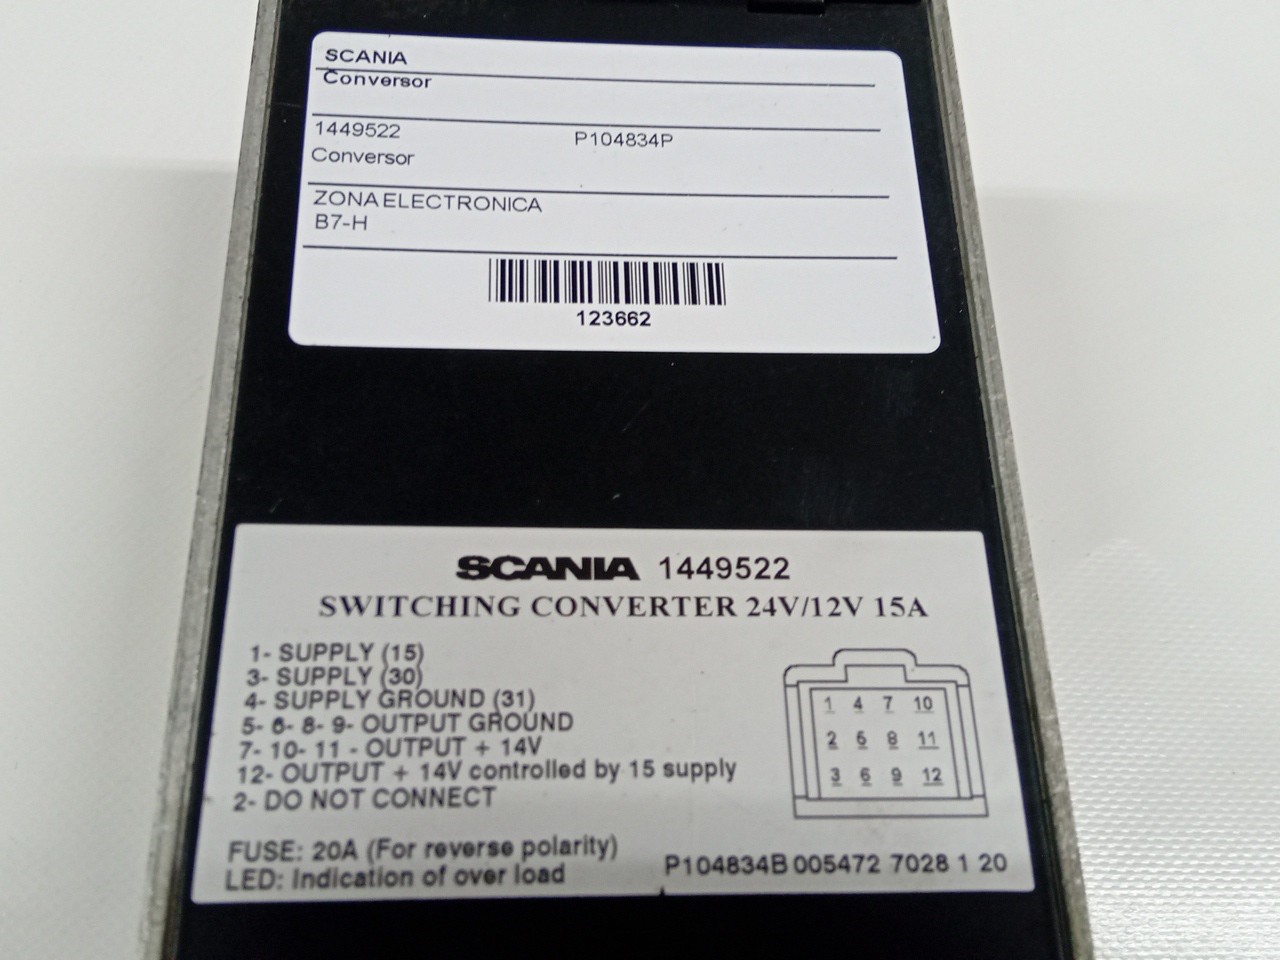 SCANIA
Conversor
1449522 P104834P
Conversor
ZONA ELECTRONICA
B7-H
123662
SCANIA 1449522
SWITCHING CONVERTER 24V/12V 15A
1- SUPPLY (15)
3- SUPPLY (30)
4- SUPPLY GROUND (31)
5- 6- 8- 9- OUTPUT GROUND
7- 10- 11 - OUTPUT + 14V
12- OUTPUT + 14V controlled by 15 supply
2- DO NOT CONNECT
1 4 7 10
2 5 8 11
3 6 9 12
FUSE: 20A (For reverse polarity)
LED: Indication of over load
P104834B 005472 7028 1 20